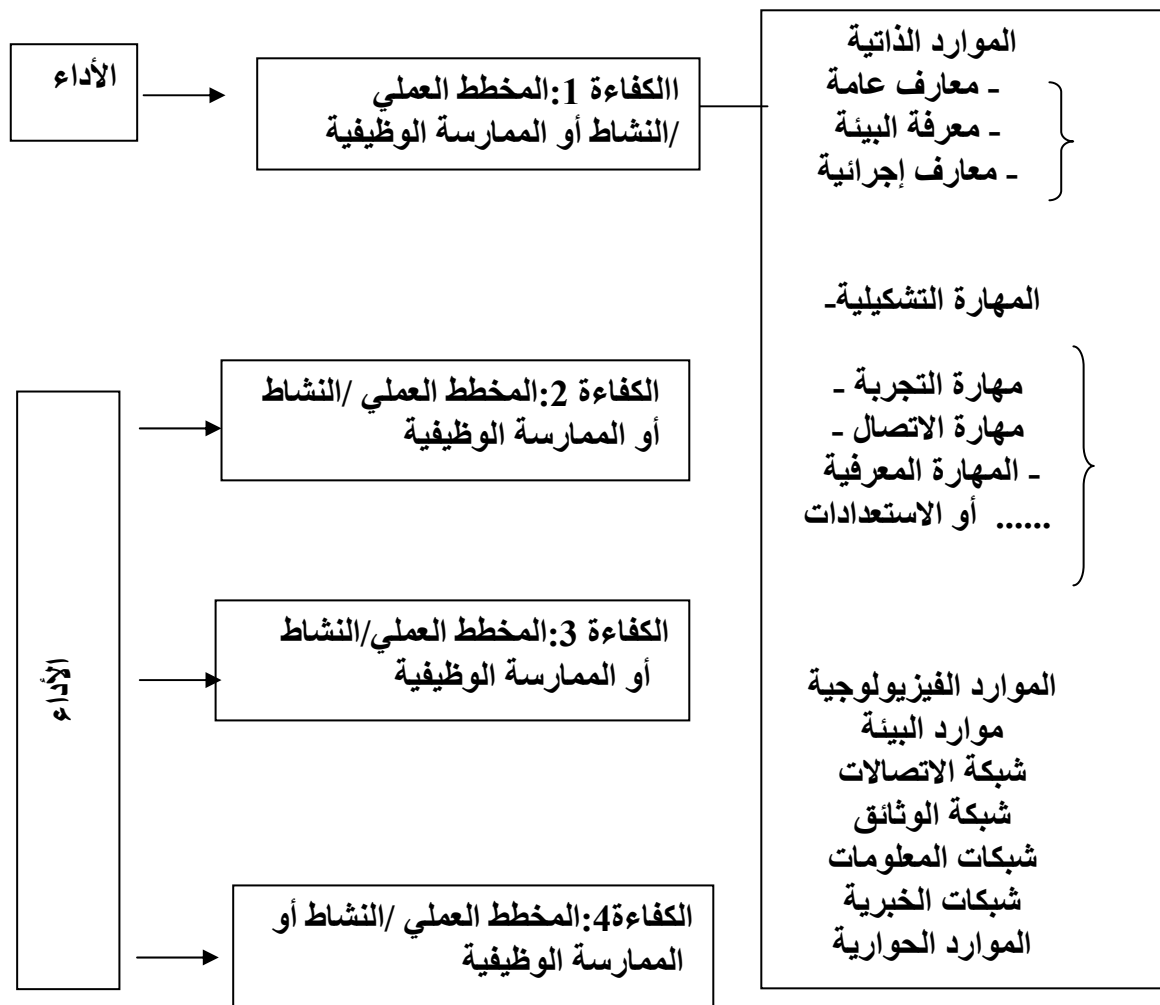 الأداء
االكفاءة 1:المخطط العملي
/النشاط أو الممارسة الوظيفية
الموارد الذاتية
- معارف عامة
- معرفة البيئة
- معارف إجرائية
المهارة التشكيلية-
مهارة التجربة -
مهارة الاتصال -
- المهارة المعرفية
...... أو الاستعدادات
الموارد الفيزيولوجية
موارد البيئة
شبكة الاتصالات
شبكة الوثائق
شبكات المعلومات
شبكات الخبرية
الموارد الحوارية
الأداء
الكفاءة 2:المخطط العملي /النشاط
أو الممارسة الوظيفية
الكفاءة 3:المخطط العملي/النشاط
أو الممارسة الوظيفية
الكفاءة4:المخطط العملي /النشاط أو
الممارسة الوظيفية